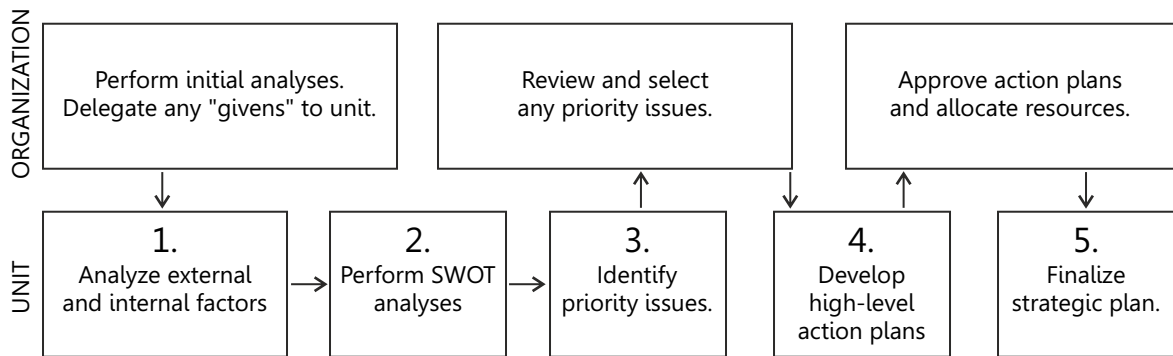 ORGANIZATION
Perform initial analyses.
Delegate any "givens" to unit.
Review and select
any priority issues.
Approve action plans
and allocate resources.
UNIT
1.
Analyze external
and internal factors
2.
Perform SWOT
analyses
3.
Identify
priority issues.
4.
Develop
high-level
action plans
5.
Finalize
strategic plan.